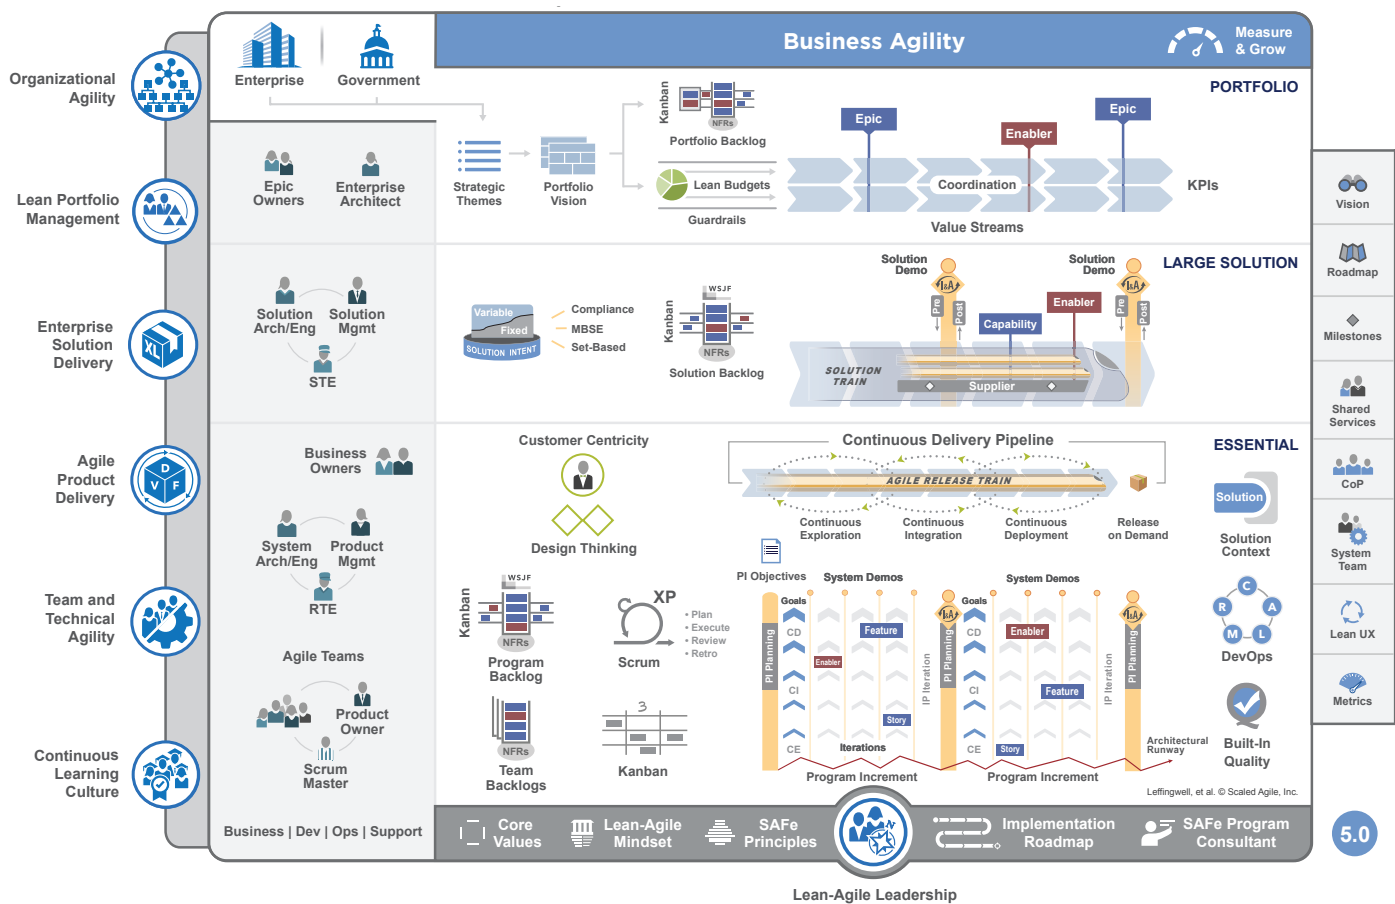 Business Agility
Measure
& Grow
Enterprise
Government
Organizational
Agility
Lean Portfolio
Management
Enterprise
Solution
Delivery
XL
Agile
Product
Delivery
D
V
F
Team and
Technical
Agility
Continuous
Learning
Culture
PORTFOLIO
Epic
Owners
Enterprise
Architect
Strategic
Themes
Portfolio
Vision
Kanban
NFRs
Portfolio Backlog
Lean Budgets
Guardrails
Epic
Enabler
Epic
Coordination
KPIs
Value Streams
LARGE SOLUTION
Solution
Arch/Eng
Solution
Mgmt
STE
Variable
Fixed
SOLUTION INTENT
Compliance
MBSE
Set-Based
WSJF
Kanban
NFRs
Solution Backlog
Solution
Demo
I&A
Pre
Post
Capability
Enabler
Solution
Demo
I&A
Pre
Post
SOLUTION
TRAIN
Supplier
ESSENTIAL
Business
Owners
System
Arch/Eng
Product
Mgmt
RTE
Agile Teams
Product
Owner
Scrum
Master
Business | Dev | Ops | Support
Customer Centricity
Design Thinking
WSJF
Kanban
NFRs
Program
Backlog
XP
• Plan
• Execute
• Review
• Retro
Scrum
NFRs
Team
Backlogs
3
Kanban
Continuous Delivery Pipeline
AGILE RELEASE TRAIN
Continuous
Exploration
Continuous
Integration
Continuous
Deployment
Release
on Demand
PI Objectives
System Demos
System Demos
Goals
CD
CI
CE
PI Planning
Feature
Enabler
Story
Iterations
IP Iteration
I&A
PI Planning
Goals
CD
CI
CE
Enabler
Feature
Story
IP Iteration
I&A
PI Planning
Program Increment
Program Increment
Architectural
Runway
Solution
Solution
Context
C
A
L
M
R
DevOps
Built-In
Quality
Leffingwell, et al. © Scaled Agile, Inc.
Vision
Roadmap
Milestones
Shared
Services
CoP
System
Team
Lean UX
Metrics
Core
Values
Lean-Agile
Mindset
SAFe
Principles
N
Implementation
Roadmap
SAFe Program
Consultant
5.0
Lean-Agile Leadership